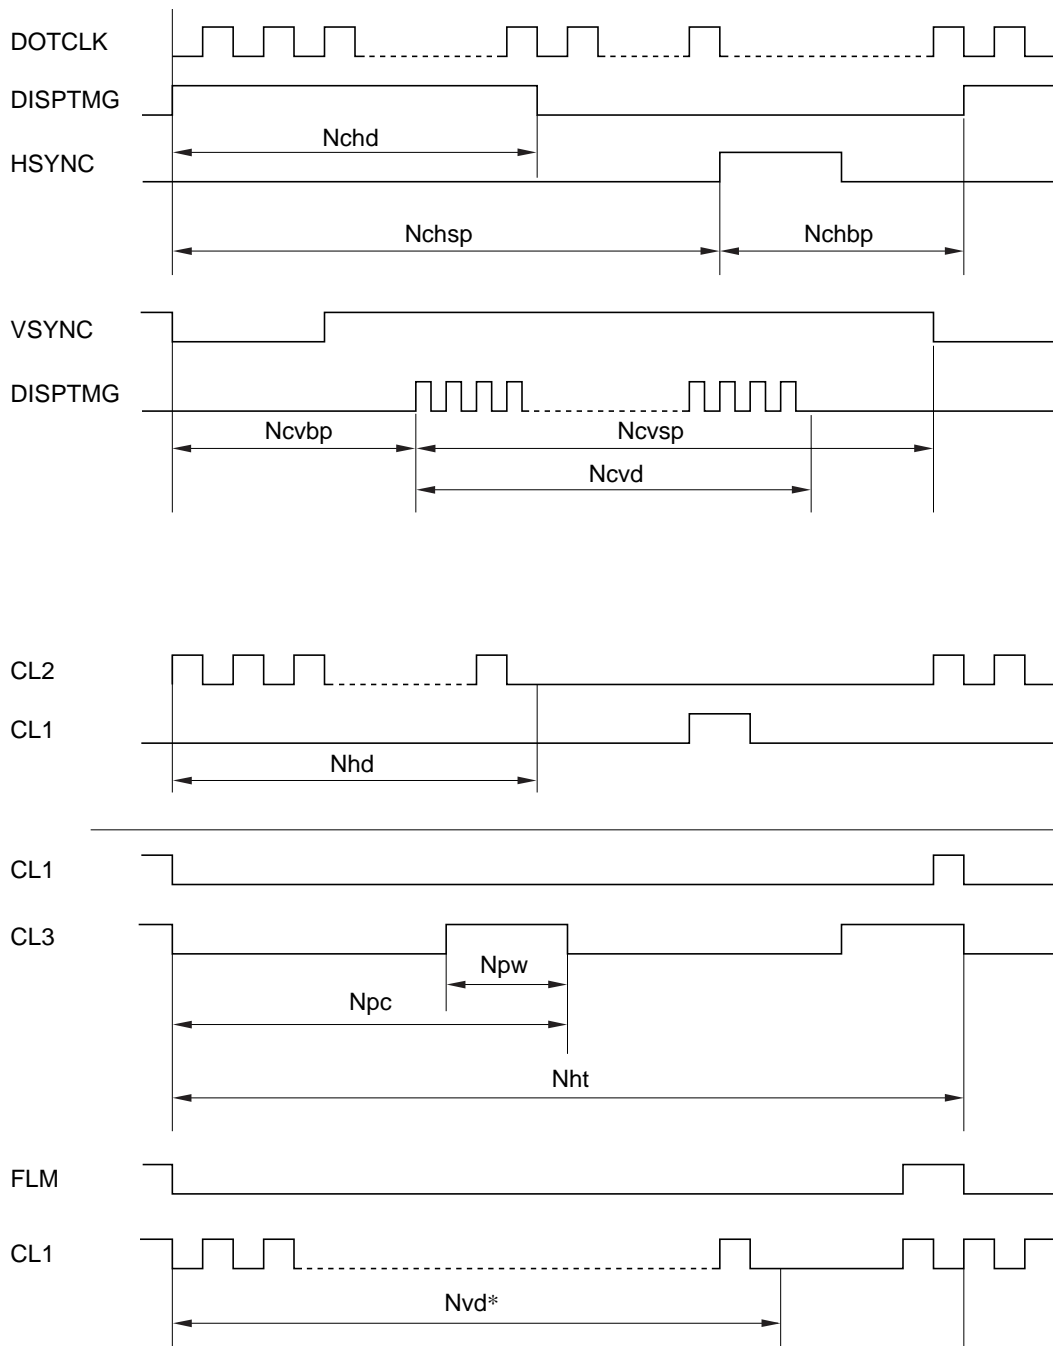 DOTCLK
DISPTMG
Nchd
HSYNC
Nchsp
Nchbp
VSYNC
DISPTMG
Ncvbp
Ncvsp
Ncvd
CL2
CL1
Nhd
CL1
CL3
Npw
Npc
Nht
FLM
CL1
Nvd*